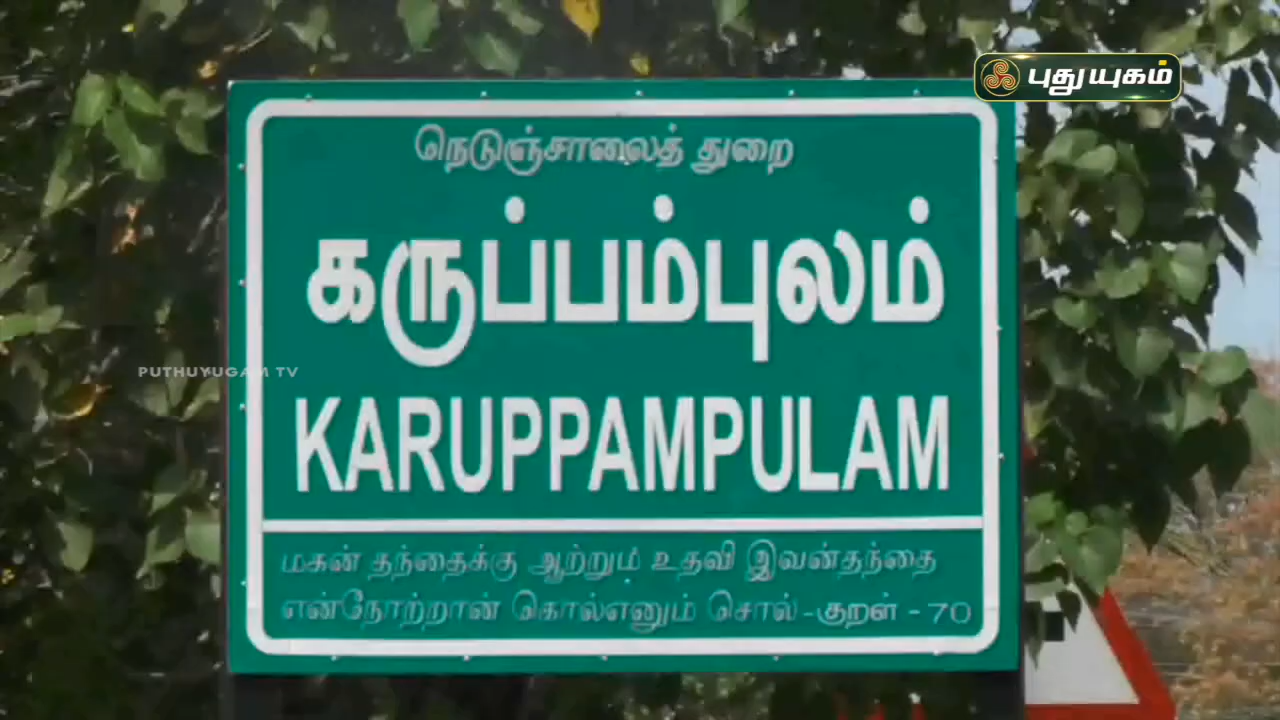 புதுயுகம்
நெடுஞ்சாலைத் துறை
கருப்பம்புலம்
PUTHUYUGAM TV
KARUPPAMPULAM
மகன் தந்தைக்கு ஆற்றும் உதவி இவன்தந்தை
என்நோற்றான் கொல்எனும் சொல் - குறள் - 70